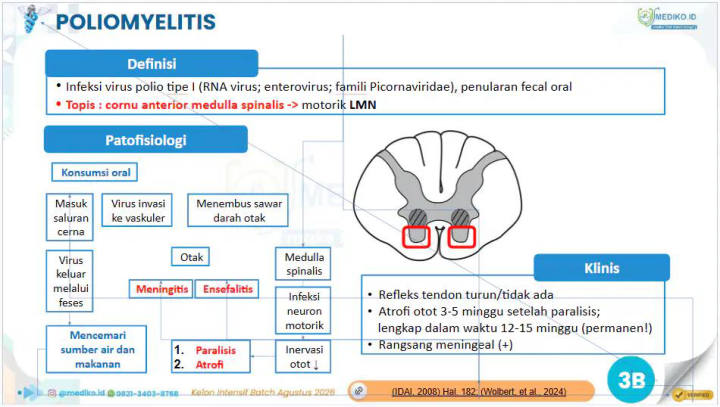 POLIOMYELITIS
MEDIKO.ID
Definisi
• Infeksi virus polio tipe I (RNA virus; enterovirus; famili Picornaviridae), penularan fecal oral
• Topis : cornu anterior medulla spinalis -> motorik LMN
Patofisiologi
Konsumsi oral
Masuk
saluran
cerna
Virus invasi
ke vaskuler
Menembus sawar
darah otak
Virus
keluar
melalui
feses
Otak
Meningitis
Ensefalitis
Medulla
spinalis
Infeksi
neuron
motorik
Mencemari
sumber air dan
makanan
1. Paralisis
2. Atrofi
Inervasi
otot ↓
Klinis
• Refleks tendon turun/tidak ada
• Atrofi otot 3-5 minggu setelah paralisis;
lengkap dalam waktu 12-15 minggu (permanen!)
• Rangsang meningeal (+)
3B
@mediko.id
0821-3403-8768
Kelon Intensif Batch Agustus 2026
(IDAI, 2008) Hal. 182; (Wolbert, et al., 2024)
VERIFIED